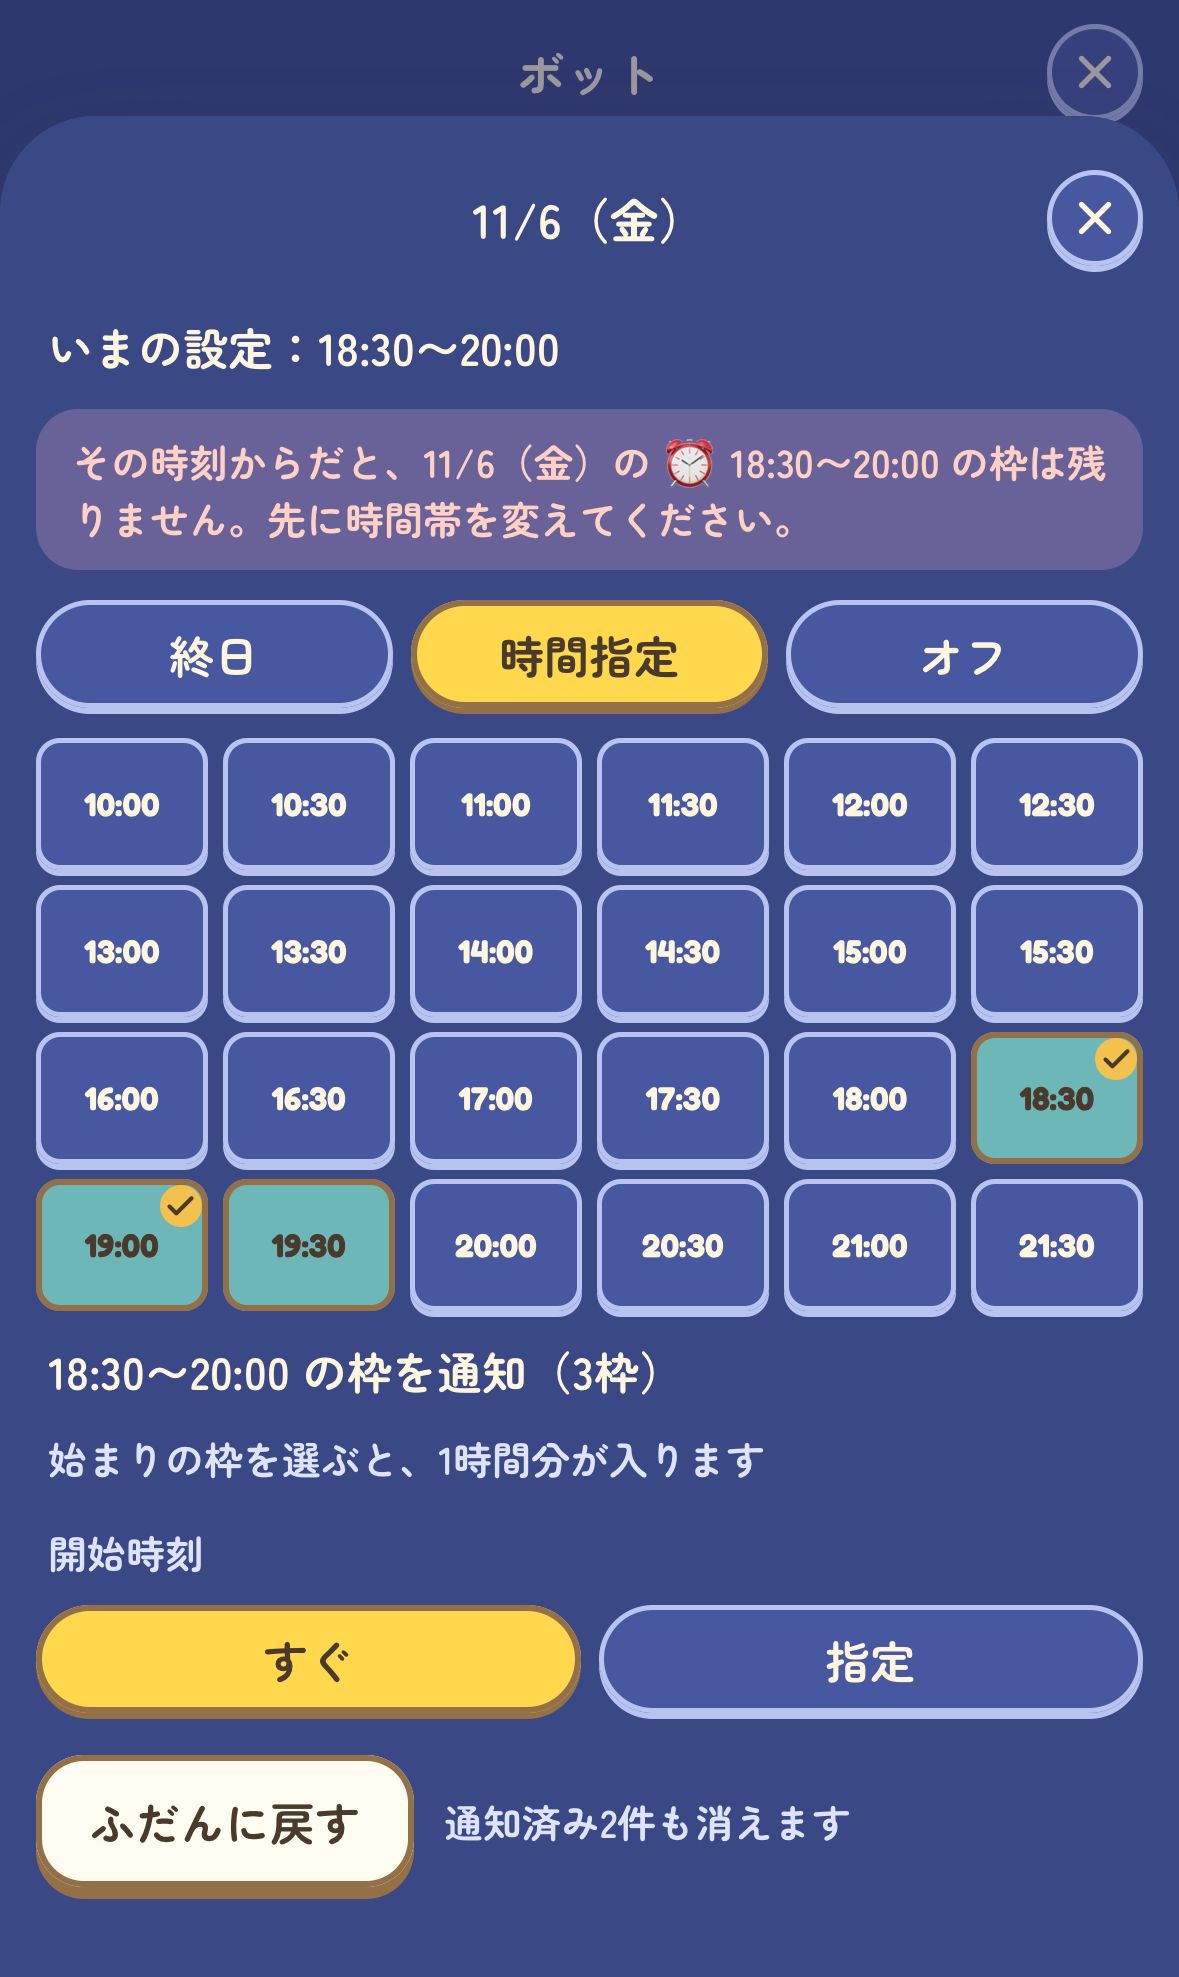 ボット
11/6（金）
いまの設定：18:30〜20:00
その時刻からだと、11/6（金）の ⏰ 18:30〜20:00 の枠は残
りません。先に時間帯を変えてください。
終日 時間指定 オフ
10:00 10:30 11:00 11:30 12:00 12:30
13:00 13:30 14:00 14:30 15:00 15:30
16:00 16:30 17:00 17:30 18:00 18:30
19:00 19:30 20:00 20:30 21:00 21:30
18:30〜20:00 の枠を通知（3枠）
始まりの枠を選ぶと、1時間分が入ります
開始時刻
すぐ 指定
ふだんに戻す 通知済み2件も消えます